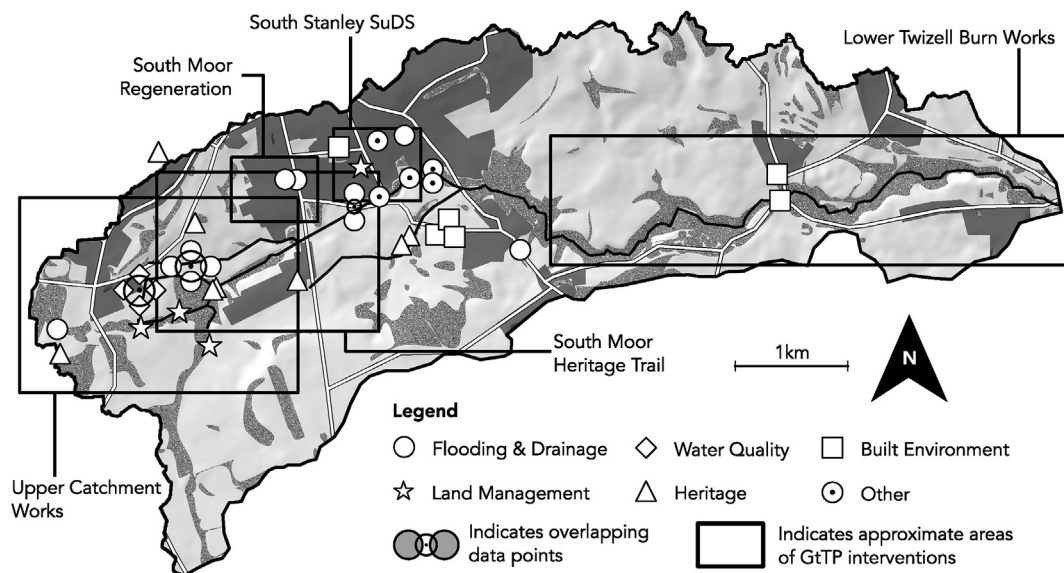 South Stanley SuDS
South Moor
Regeneration
Lower Twizell Burn Works
South Moor
Heritage Trail
1km
N
Upper Catchment
Works
Legend
Flooding & Drainage
Water Quality
Built Environment
Land Management
Heritage
Other
Indicates overlapping
data points
Indicates approximate areas
of GtTP interventions